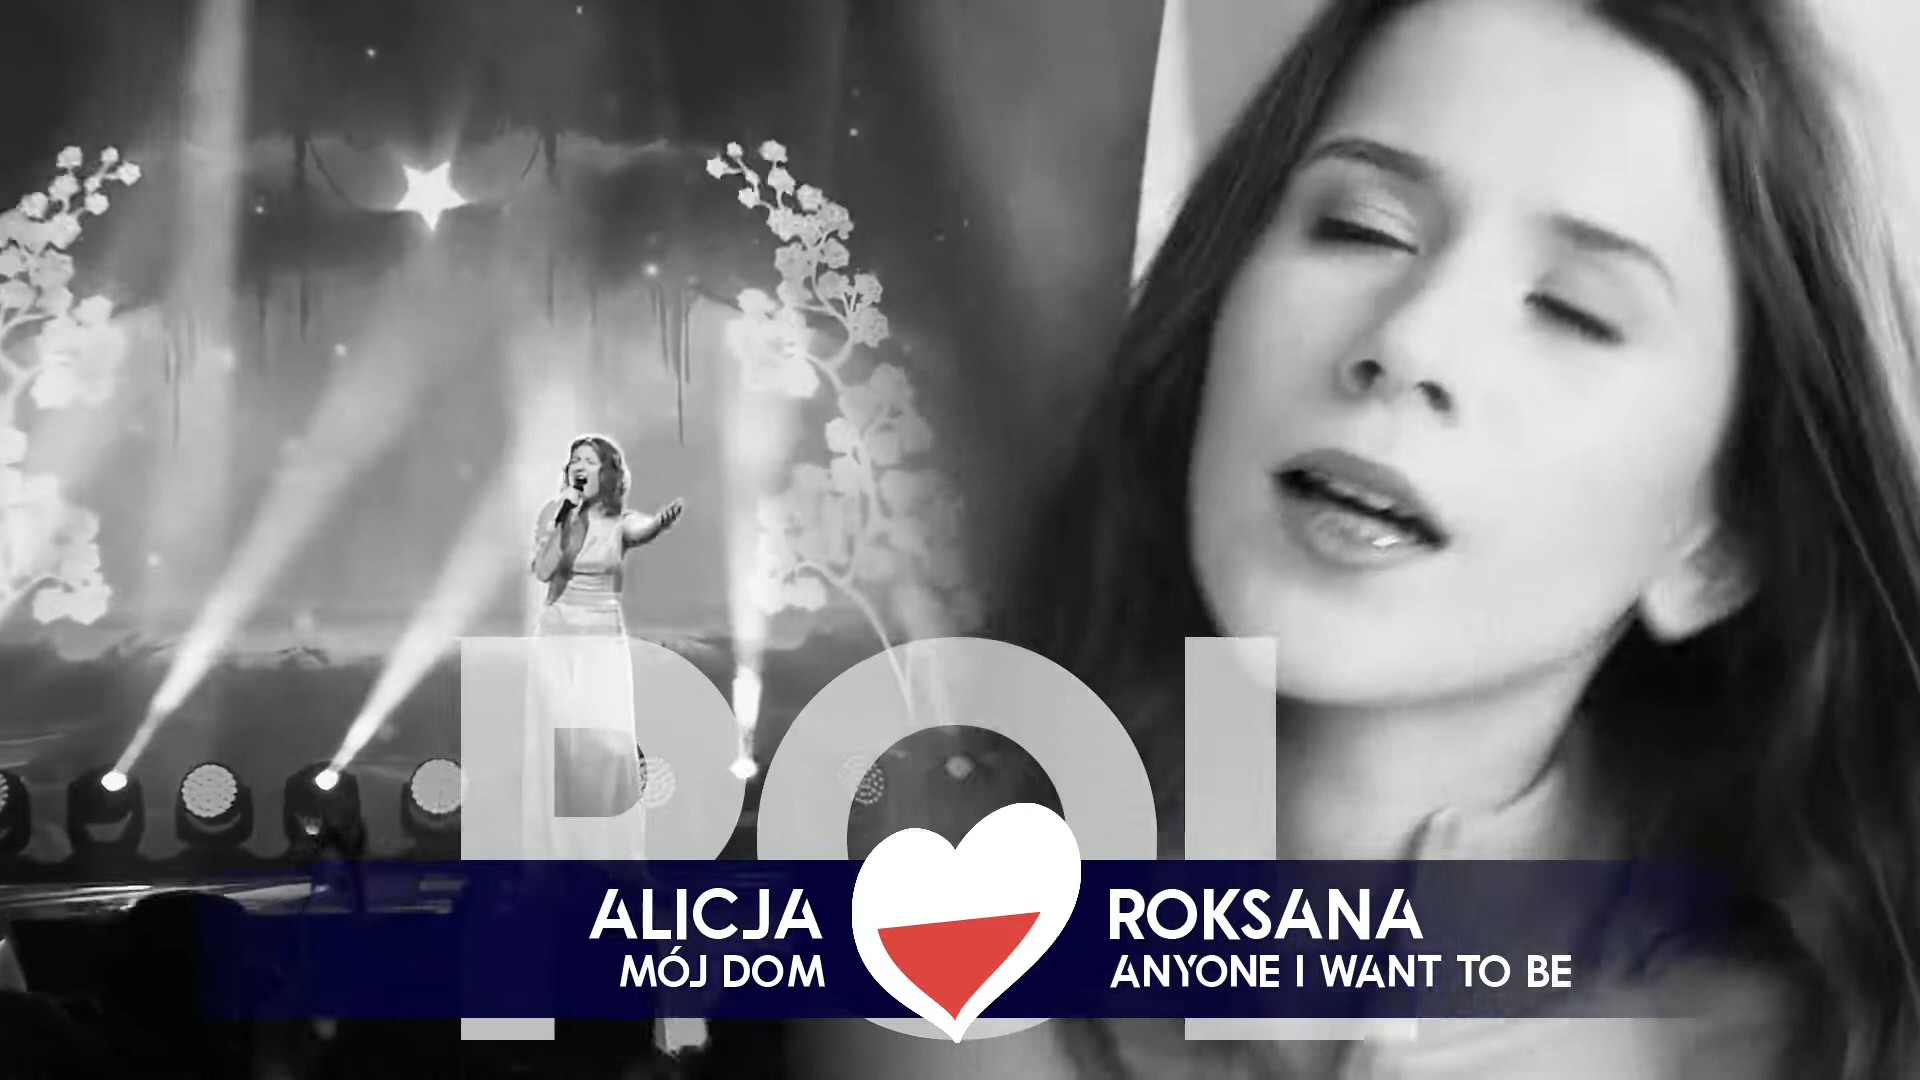 POL
ALICJA
MÓJ DOM
ROKSANA
ANYONE I WANT TO BE